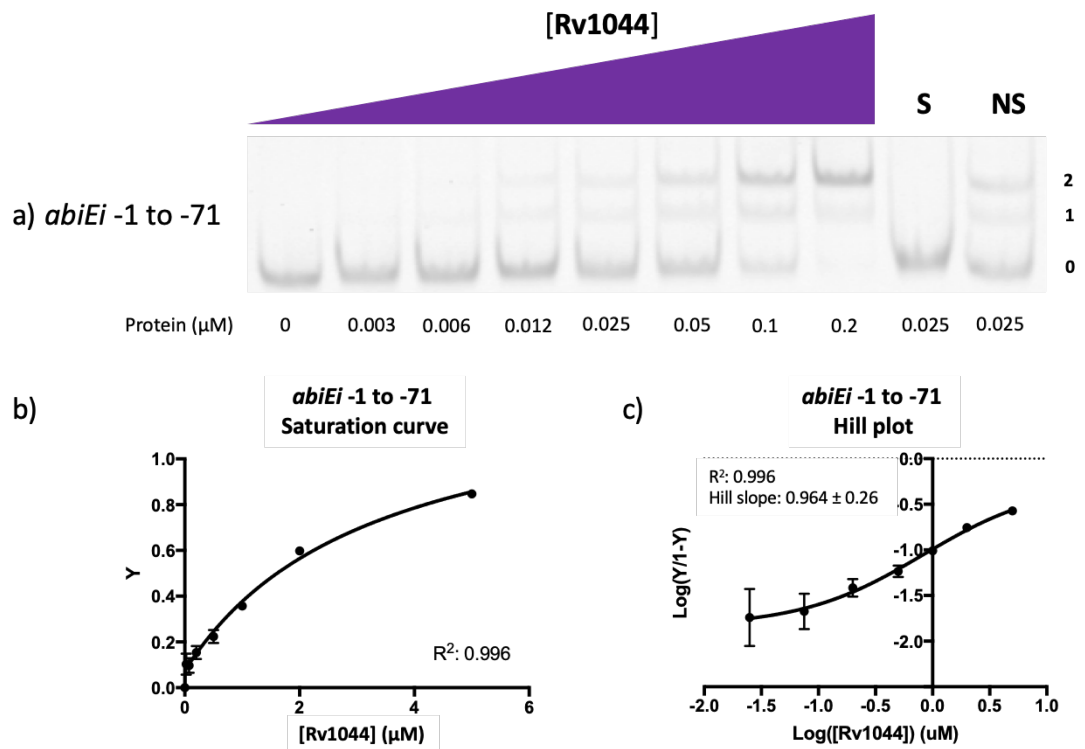 [Rv1044]
S NS
2
a) abiEi -1 to -71
1
0
Protein (μM) 0 0.003 0.006 0.012 0.025 0.05 0.1 0.2 0.025 0.025
b)
abiEi -1 to -71
Saturation curve
1.0
0.8
0.6
0.4
0.2
0.0
Y
R²: 0.996
0 2 4 6
[Rv1044] (μM)
c)
abiEi -1 to -71
Hill plot
R²: 0.996
Hill slope: 0.964 ± 0.26
0.0
-0.5
-1.0
-1.5
-2.0
Log(Y/1-Y)
-2.0 -1.5 -1.0 -0.5 0.0 0.5 1.0
Log([Rv1044]) (uM)